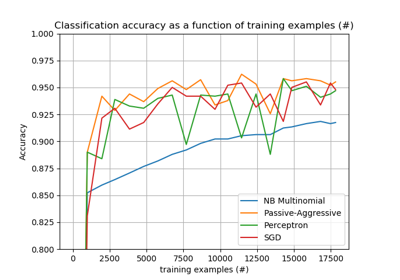 Classification accuracy as a function of training examples (#)
1.000
0.975
0.950
0.925
0.900
0.875
0.850
0.825
0.800
Accuracy
NB Multinomial
Passive-Aggressive
Perceptron
SGD
0 2500 5000 7500 10000 12500 15000 17500
training examples (#)